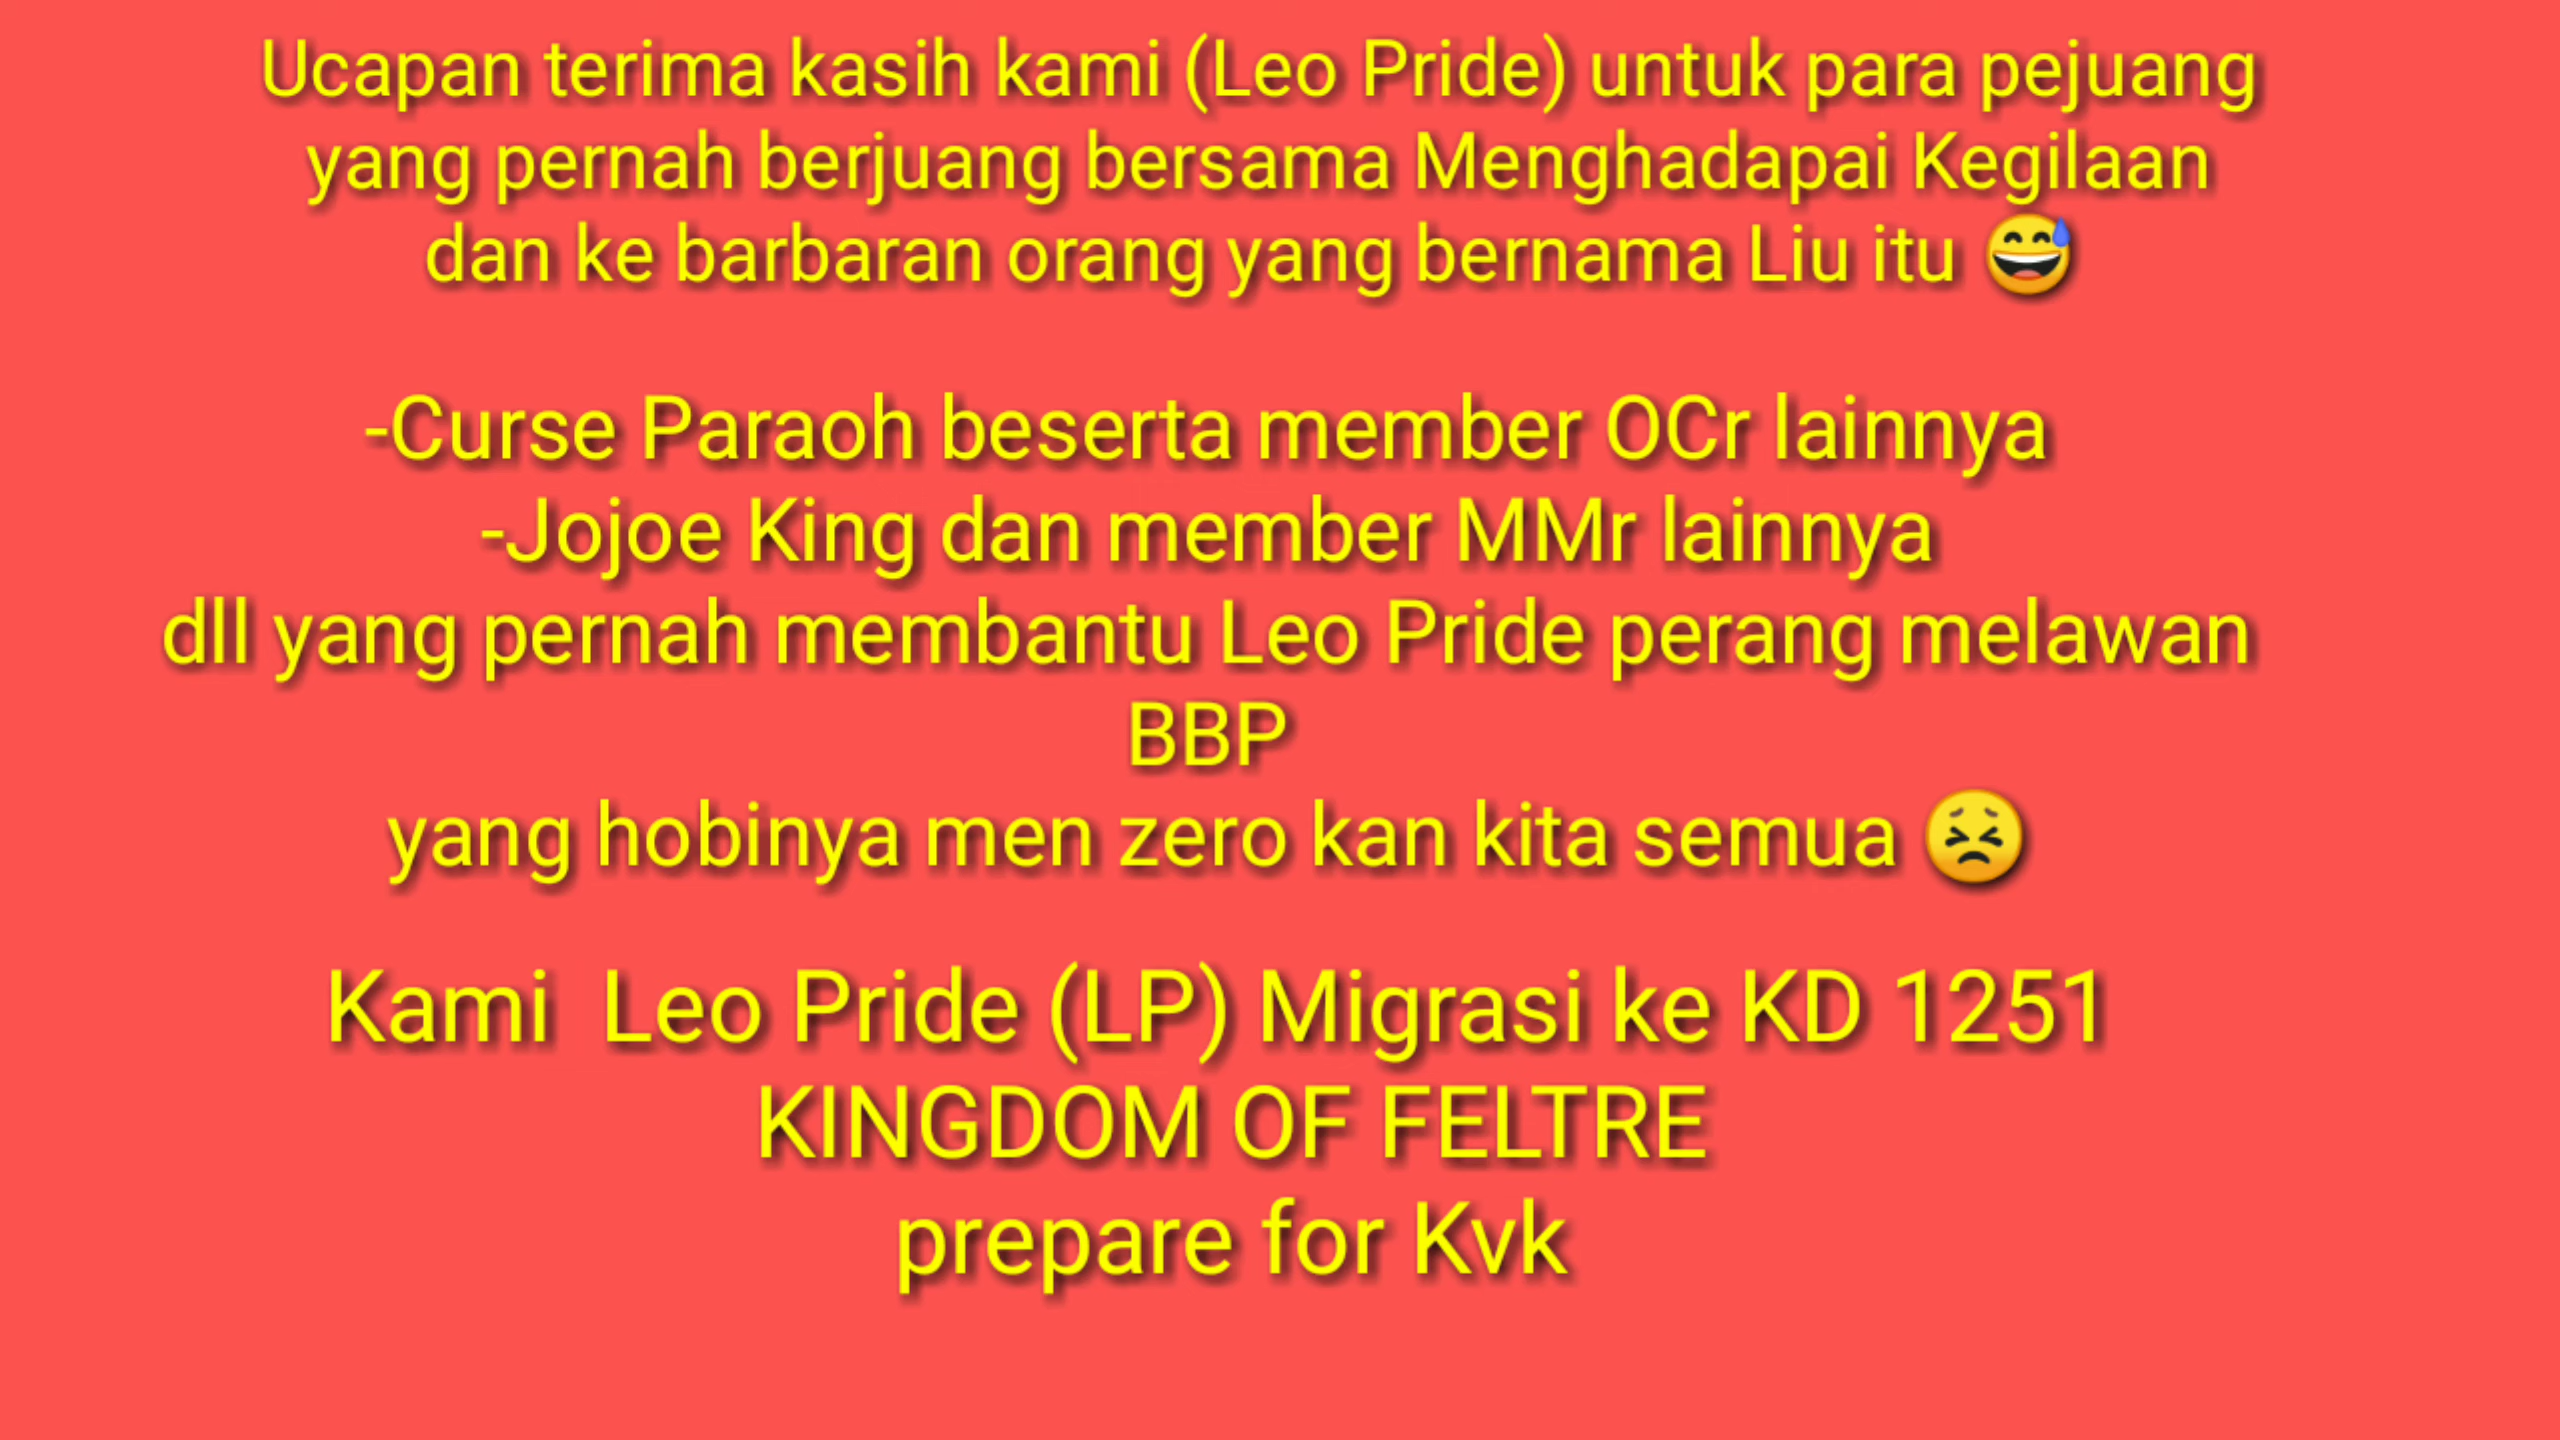 Ucapan terima kasih kami (Leo Pride) untuk para pejuang
yang pernah berjuang bersama Menghadapai Kegilaan
dan ke barbaran orang yang bernama Liu itu 😅
-Curse Paraoh beserta member OCr lainnya
-Jojoe King dan member MMr lainnya
dll yang pernah membantu Leo Pride perang melawan
BBP
yang hobinya men zero kan kita semua 😣
Kami  Leo Pride (LP) Migrasi ke KD 1251
KINGDOM OF FELTRE
prepare for Kvk